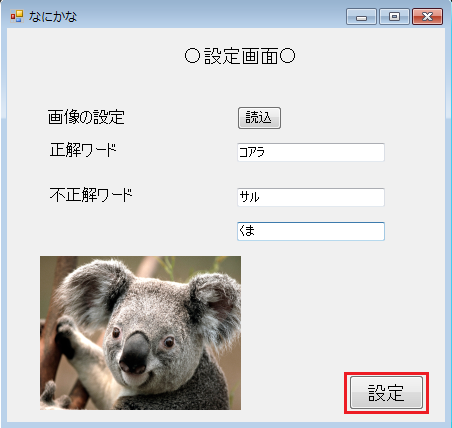 なにかな
○設定画面○
画像の設定 読込
正解ワード コアラ
不正解ワード サル
くま
設定